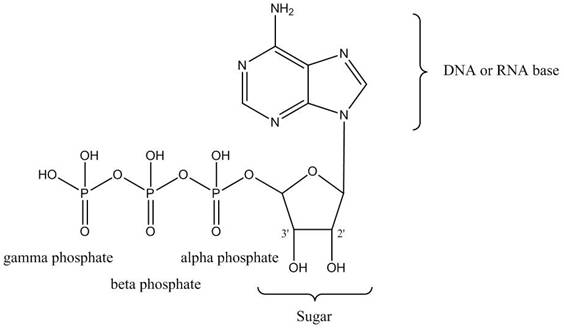 NH2
N
N
DNA or RNA base
N
N
OH
OH
OH
HO
O
O
O
O
P
P
P
O
O
O
3'
2'
gamma phosphate
alpha phosphate
OH
OH
beta phosphate
Sugar